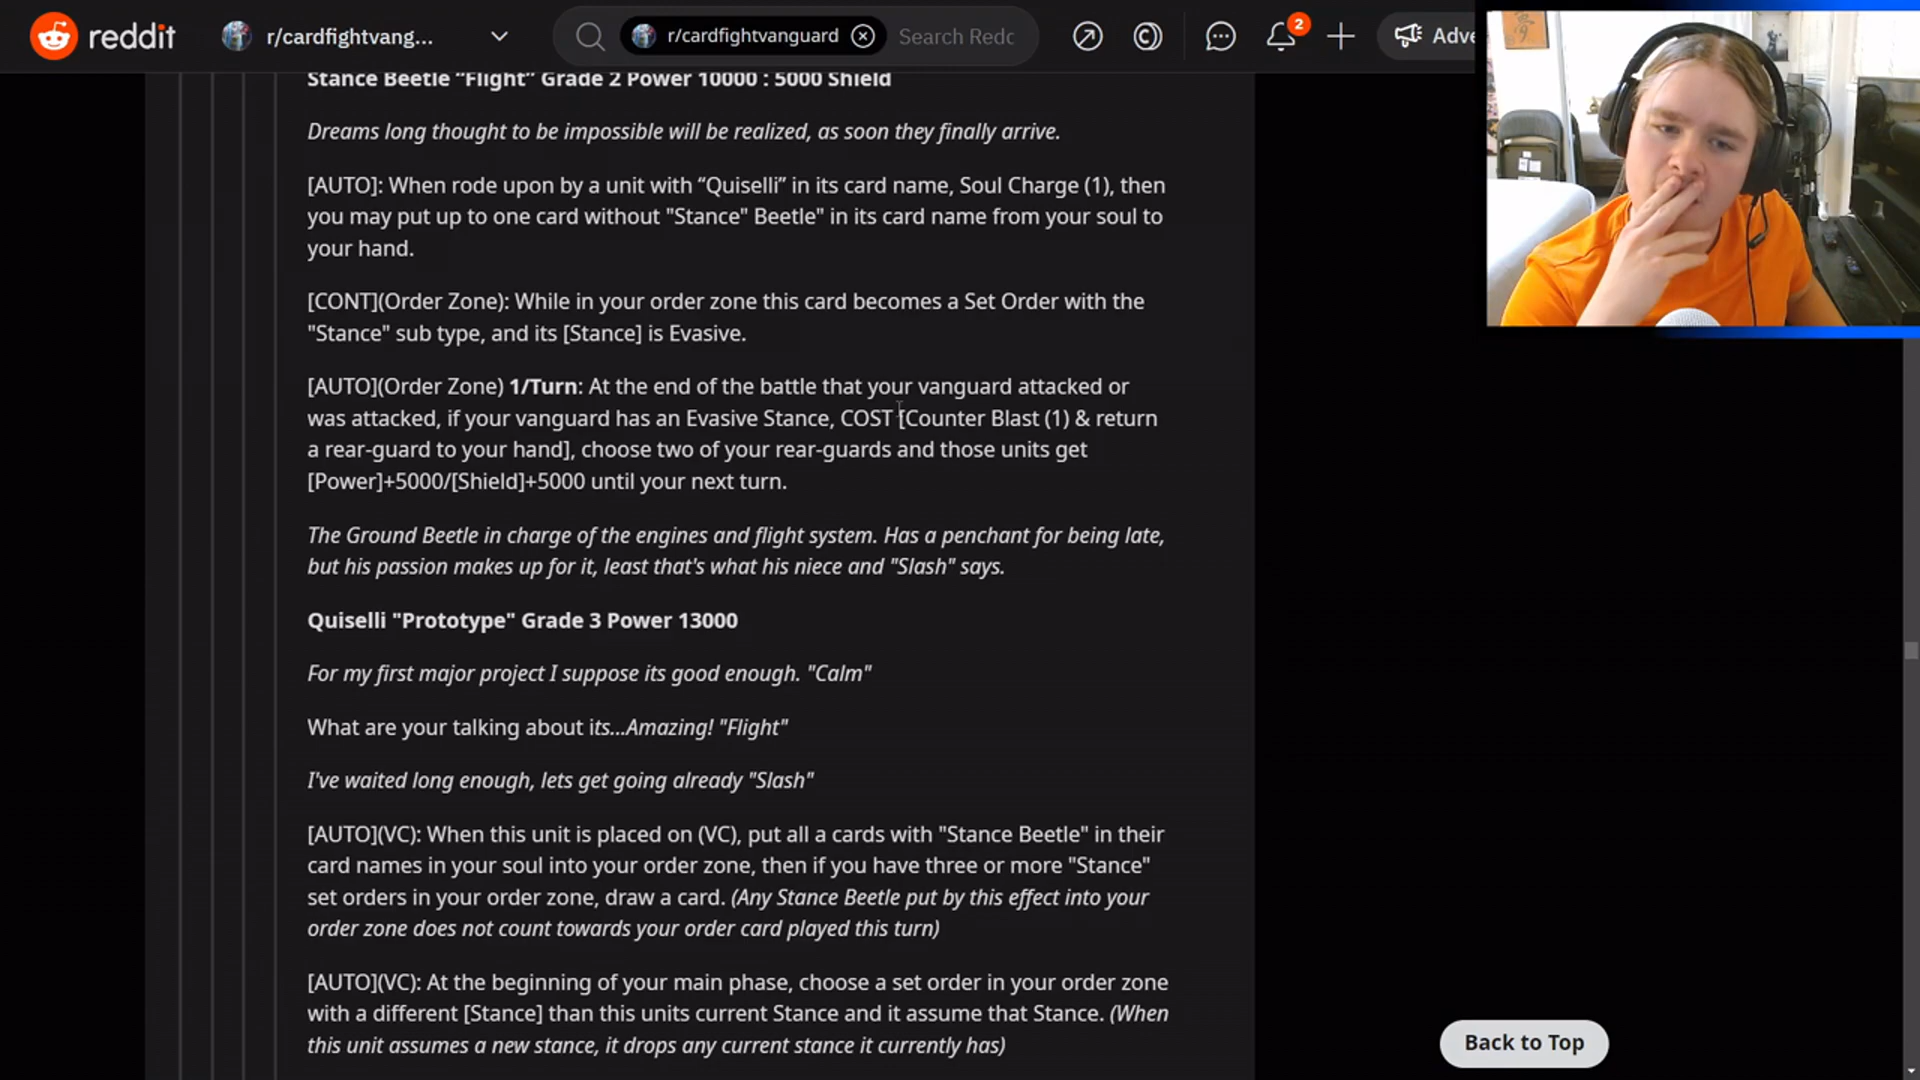 reddit
r/cardfightvang...
r/cardfightvanguard
Search Redc
2
Adve
Stance Beetle “Flight” Grade 2 Power 10000 : 5000 Shield
Dreams long thought to be impossible will be realized, as soon they finally arrive.
[AUTO]: When rode upon by a unit with “Quiselli” in its card name, Soul Charge (1), then
you may put up to one card without "Stance" Beetle" in its card name from your soul to
your hand.
[CONT](Order Zone): While in your order zone this card becomes a Set Order with the
"Stance" sub type, and its [Stance] is Evasive.
[AUTO](Order Zone) 1/Turn: At the end of the battle that your vanguard attacked or
was attacked, if your vanguard has an Evasive Stance, COST [Counter Blast (1) & return
a rear-guard to your hand], choose two of your rear-guards and those units get
[Power]+5000/[Shield]+5000 until your next turn.
The Ground Beetle in charge of the engines and flight system. Has a penchant for being late,
but his passion makes up for it, least that's what his niece and "Slash" says.
Quiselli "Prototype" Grade 3 Power 13000
For my first major project I suppose its good enough. "Calm"
What are your talking about its...Amazing! "Flight"
I've waited long enough, lets get going already "Slash"
[AUTO](VC): When this unit is placed on (VC), put all a cards with "Stance Beetle" in their
card names in your soul into your order zone, then if you have three or more "Stance"
set orders in your order zone, draw a card. (Any Stance Beetle put by this effect into your
order zone does not count towards your order card played this turn)
[AUTO](VC): At the beginning of your main phase, choose a set order in your order zone
with a different [Stance] than this units current Stance and it assume that Stance. (When
this unit assumes a new stance, it drops any current stance it currently has)
Back to Top